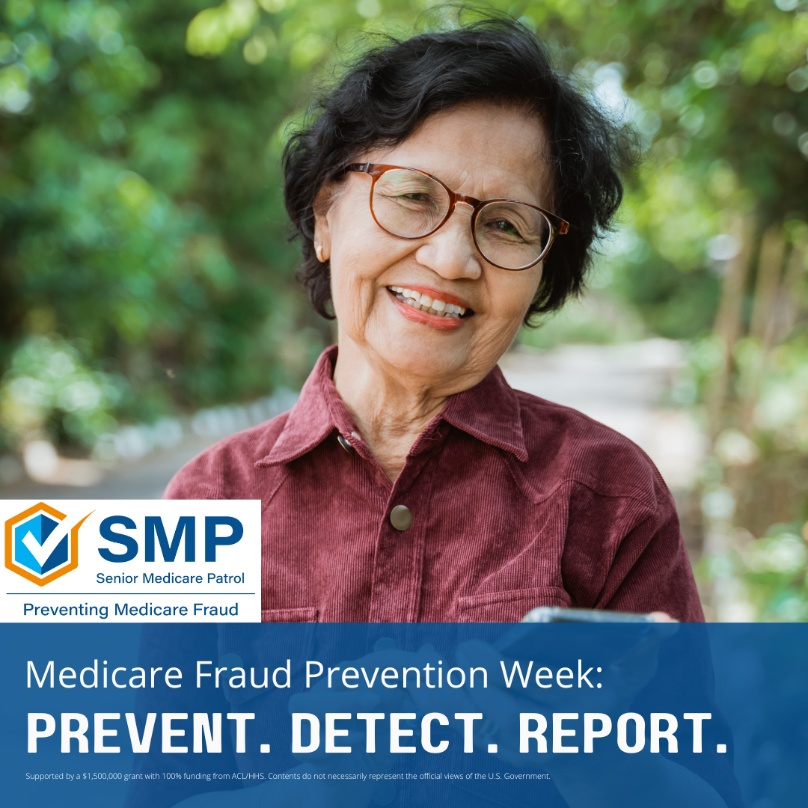 SMP
Senior Medicare Patrol
Preventing Medicare Fraud
Medicare Fraud Prevention Week:
PREVENT. DETECT. REPORT.
Supported by a $1,500,000 grant with 100% funding from ACL/HHS. Contents do not necessarily represent the official views of the U.S. Government.